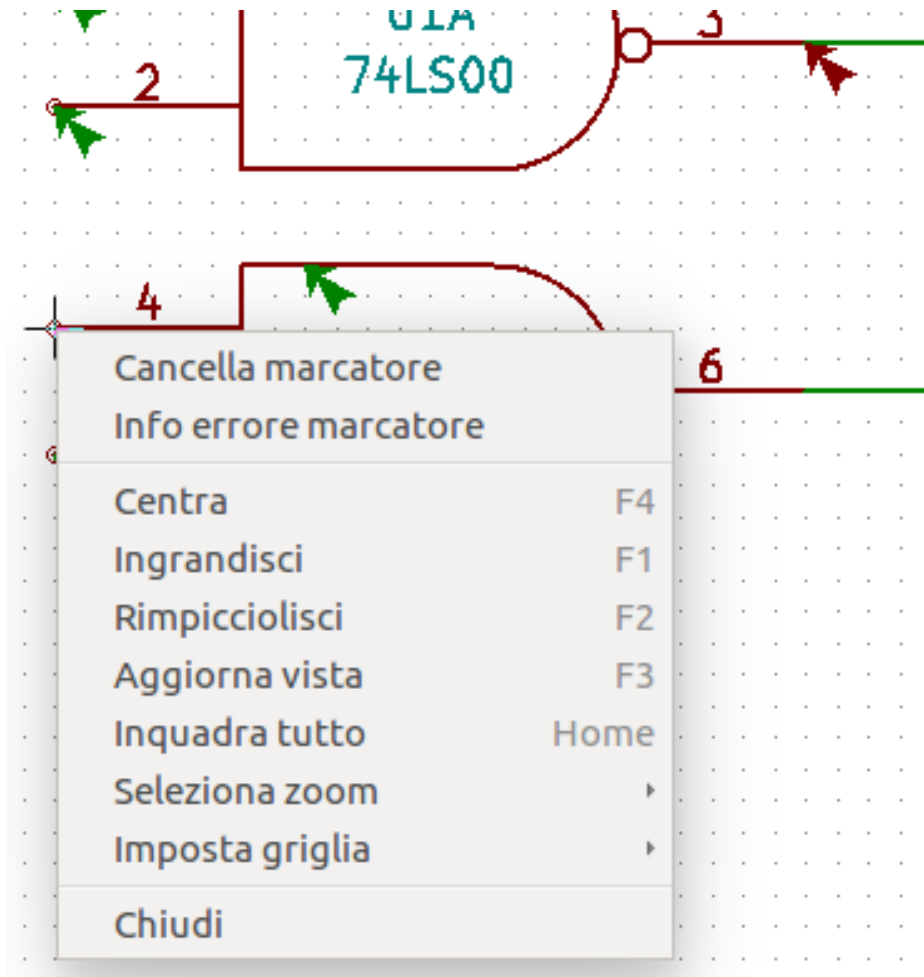 3
U1A
74LS00
2
4
6
Cancella marcatore
Info errore marcatore
Centra F4
Ingrandisci F1
Rimpicciolisci F2
Aggiorna vista F3
Inquadra tutto Home
Seleziona zoom
Imposta griglia
Chiudi